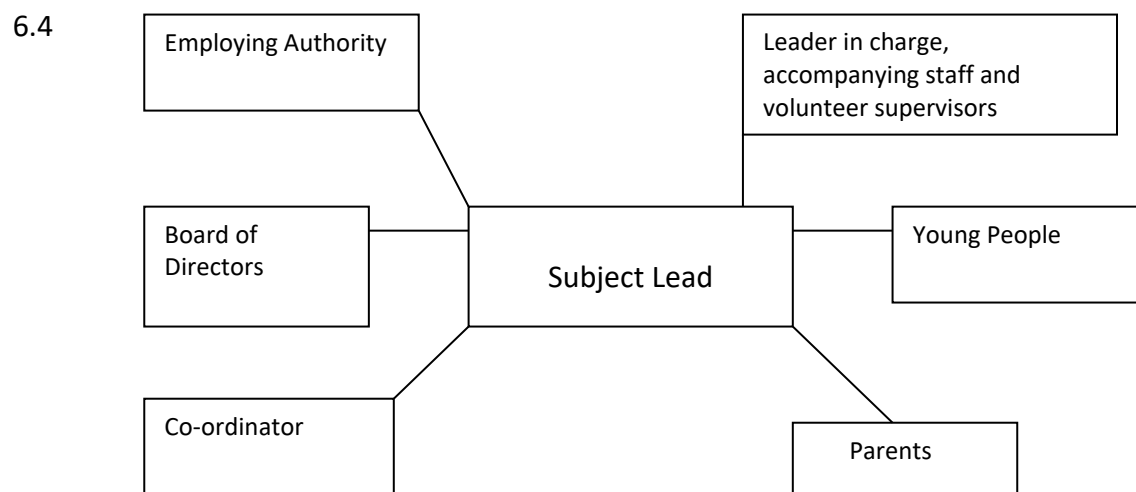 6.4
Employing Authority
Leader in charge,
accompanying staff and
volunteer supervisors
Board of
Directors
Subject Lead
Young People
Co-ordinator
Parents